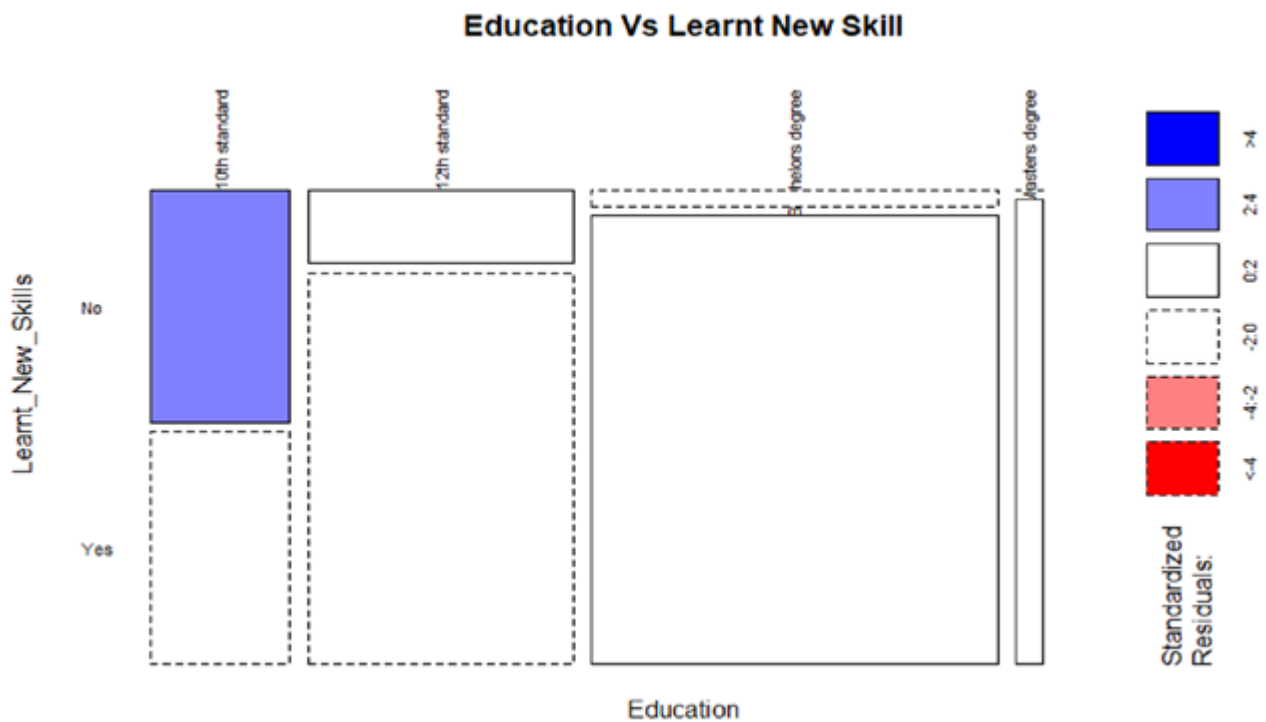 Education Vs Learnt New Skill
10th standard
12th standard
helors degree
asters degree
Learnt_New_Skills
No
Yes
Education
>4
2:4
0:2
-2:0
-4:-2
<-4
Standardized
Residuals: